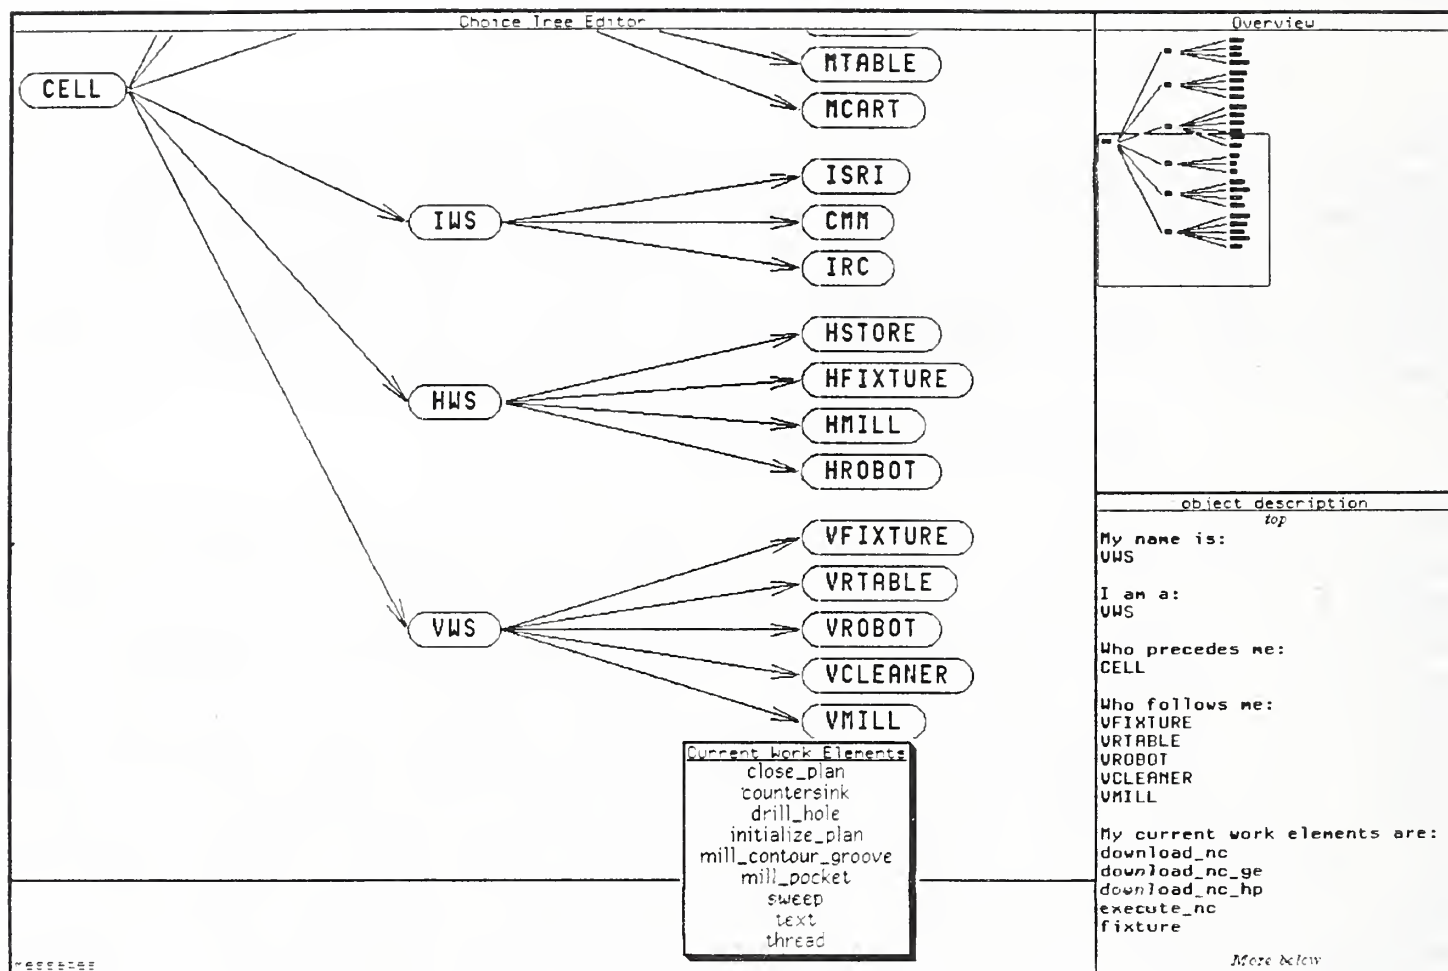 Choice Tree Editor
CELL
MTABLE
MCART
IWS
ISRI
CMM
IRC
HWS
HSTORE
HFIXTURE
HMILL
HROBOT
VWS
VFIXTURE
VRTABLE
VROBOT
VCLEANER
VMILL
Current Work Elements
close_plan
countersink
drill_hole
initialize_plan
mill_contour_groove
mill_pocket
sweep
text
thread
messages
Overview
object description
top
My name is:
VWS
I am a:
VWS
Who precedes me:
CELL
Who follows me:
VFIXTURE
VRTABLE
VROBOT
VCLEANER
VMILL
My current work elements are:
download_nc
download_nc_ge
download_nc_hp
execute_nc
fixture
More below